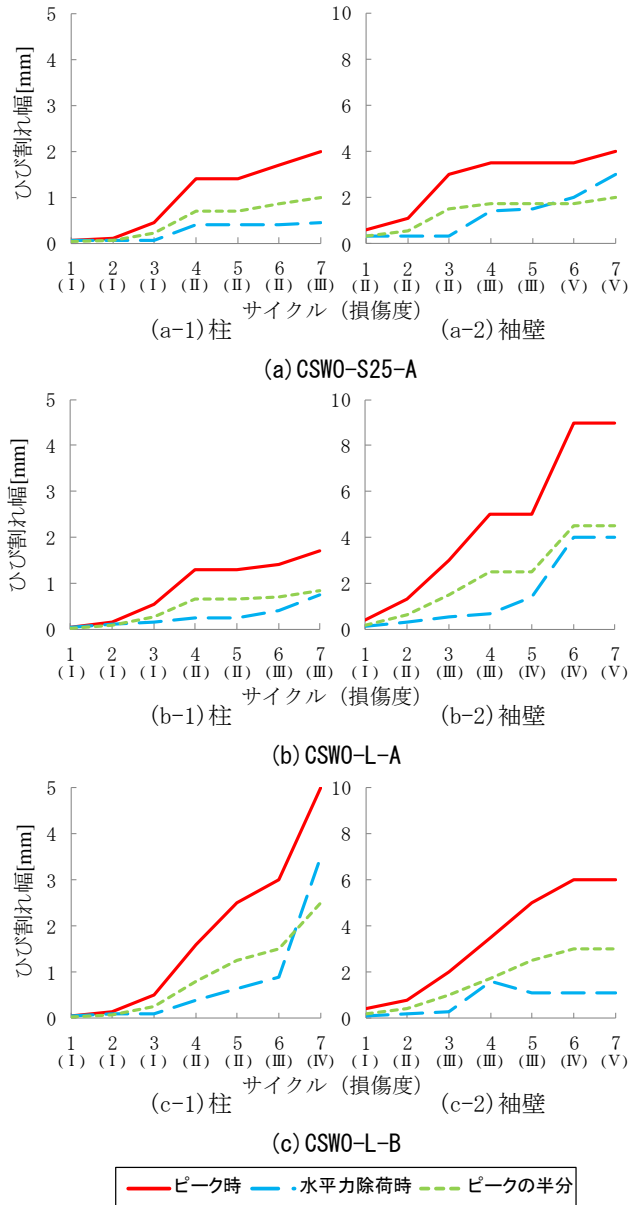 ひび割れ幅[mm]
5
4
3
2
1
0
1 2 3 4 5 6 7
(Ⅰ) (Ⅰ) (Ⅰ) (Ⅱ) (Ⅱ) (Ⅱ) (Ⅲ)
10
8
6
4
2
0
1 2 3 4 5 6 7
(Ⅱ) (Ⅱ) (Ⅱ) (Ⅲ) (Ⅲ) (Ⅴ) (Ⅴ)
サイクル（損傷度）
(a-1)柱
(a-2)袖壁
(a)CSWO-S25-A
ひび割れ幅[mm]
5
4
3
2
1
0
1 2 3 4 5 6 7
(Ⅰ) (Ⅰ) (Ⅰ) (Ⅱ) (Ⅱ) (Ⅲ) (Ⅲ)
10
8
6
4
2
0
1 2 3 4 5 6 7
(Ⅰ) (Ⅱ) (Ⅲ) (Ⅲ) (Ⅳ) (Ⅳ) (Ⅴ)
サイクル（損傷度）
(b-1)柱
(b-2)袖壁
(b)CSWO-L-A
ひび割れ幅[mm]
5
4
3
2
1
0
1 2 3 4 5 6 7
(Ⅰ) (Ⅰ) (Ⅰ) (Ⅱ) (Ⅱ) (Ⅲ) (Ⅳ)
10
8
6
4
2
0
1 2 3 4 5 6 7
(Ⅰ) (Ⅱ) (Ⅲ) (Ⅲ) (Ⅲ) (Ⅳ) (Ⅴ)
サイクル（損傷度）
(c-1)柱
(c-2)袖壁
(c)CSWO-L-B
ピーク時 水平力除荷時 ピークの半分